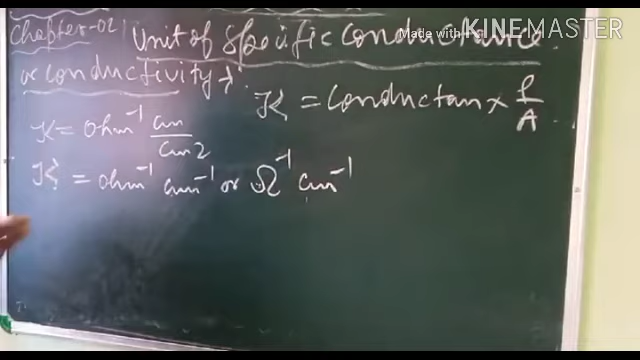 Chapter-02 Unit of Specific Conductance
Made with KINEMASTER
or conductivity →:
K = Conductan × l/A
K = ohm⁻¹ cm/cm2
K = ohm⁻¹ cm⁻¹ or Ω⁻¹ cm⁻¹